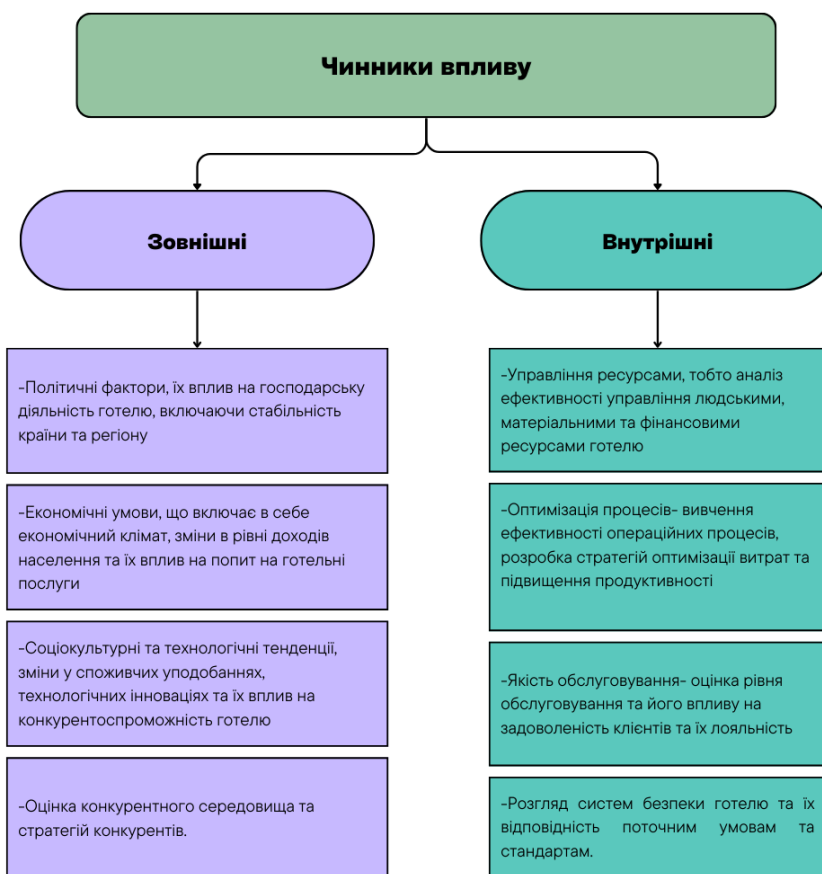 Чинники впливу
Зовнішні
Внутрішні
-Політичні фактори, їх вплив на господарську
діяльність готелю, включаючи стабільність
країни та регіону
-Економічні умови, що включає в себе
економічний клімат, зміни в рівні доходів
населення та їх вплив на попит на готельні
послуги
-Соціокультурні та технологічні тенденції,
зміни у споживчих уподобаннях,
технологічних інноваціях та їх вплив на
конкурентоспроможність готелю
-Оцінка конкурентного середовища та
стратегій конкурентів.
-Управління ресурсами, тобто аналіз
ефективності управління людськими,
матеріальними та фінансовими
ресурсами готелю
-Оптимізація процесів- вивчення
ефективності операційних процесів,
розробка стратегій оптимізації витрат та
підвищення продуктивності
-Якість обслуговування- оцінка рівня
обслуговування та його впливу на
задоволеність клієнтів та їх лояльність
-Розгляд систем безпеки готелю та їх
відповідність поточним умовам та
стандартам.